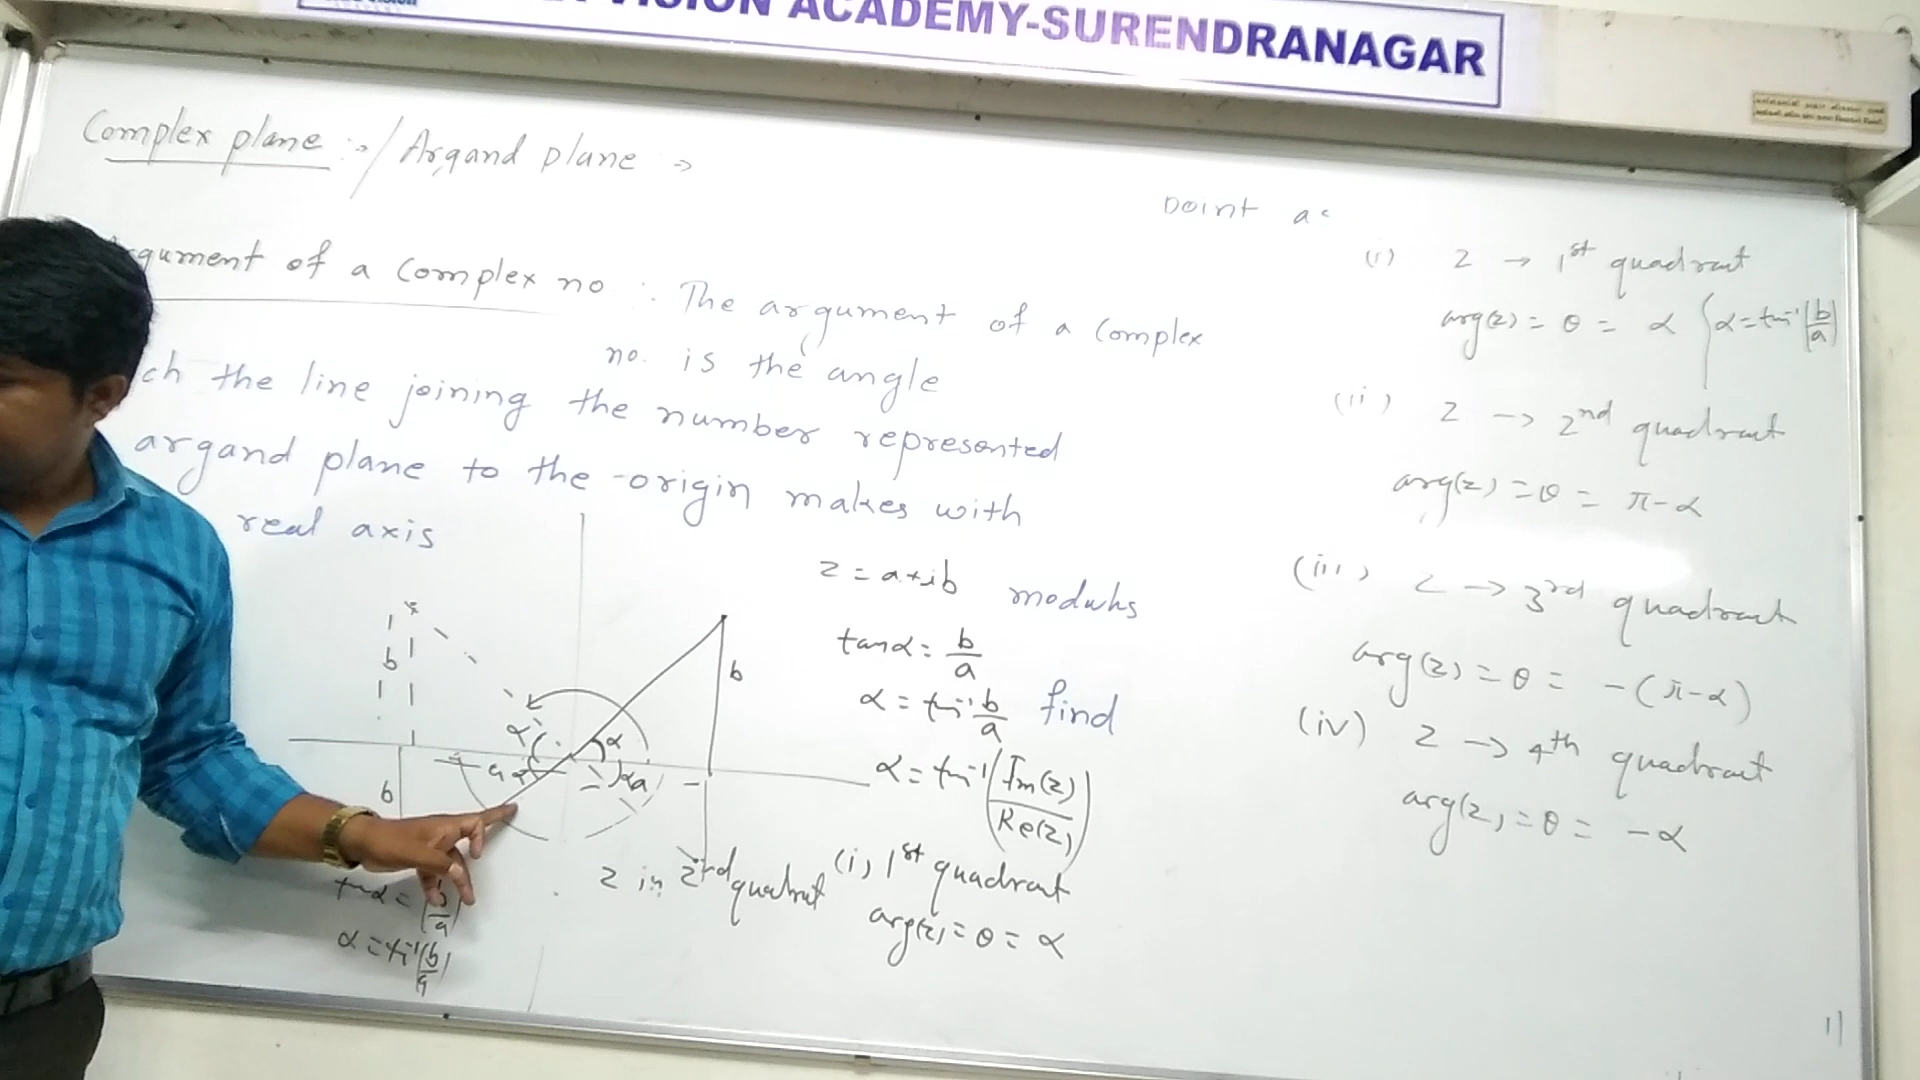 VISION ACADEMY-SURENDRANAGAR
Complex plane :→ / Argand plane →
gument of a complex no : The argument of a complex
no. is the angle
ch the line joining the number represented
argand plane to the origin makes with
real axis
z = a+ib modulus
tanα = b/a
α = tan⁻¹ b/a find
α = tan⁻¹ |Im(z)/Re(z)|
(i) 1st quadrant
arg(z) = θ = α
b
α
a
b
α
b
z in quadrant
tanα = |b/a|
α = tan⁻¹ |b/a|
point
(i) z → 1st quadrant
arg(z) = θ = α { α = tan⁻¹ |b/a|
(ii) z → 2nd quadrant
arg(z) = θ = π-α
(iii) z → 3rd quadrant
arg(z) = θ = -(π-α)
(iv) z → 4th quadrant
arg(z) = θ = -α